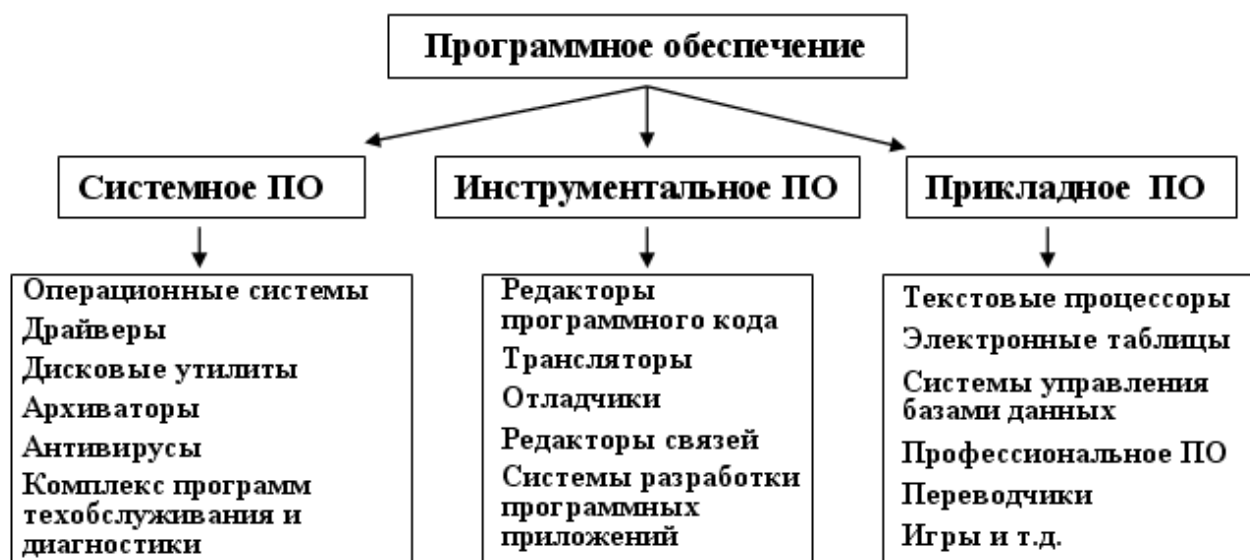 Программное обеспечение
Системное ПО
Инструментальное ПО
Прикладное ПО
Операционные системы
Драйверы
Дисковые утилиты
Архиваторы
Антивирусы
Комплекс программ
техобслуживания и
диагностики
Редакторы
программного кода
Трансляторы
Отладчики
Редакторы связей
Системы разработки
программных
приложений
Текстовые процессоры
Электронные таблицы
Системы управления
базами данных
Профессиональное ПО
Переводчики
Игры и т.д.